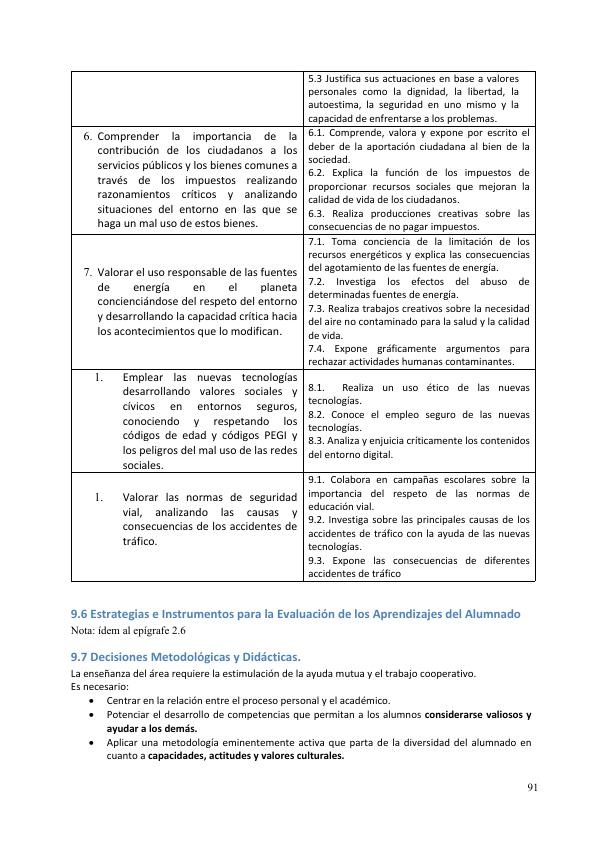 5.3 Justifica sus actuaciones en base a valores
personales como la dignidad, la libertad, la
autoestima, la seguridad en uno mismo y la
capacidad de enfrentarse a los problemas.
6. Comprender la importancia de la
contribución de los ciudadanos a los
servicios públicos y los bienes comunes a
través de los impuestos realizando
razonamientos críticos y analizando
situaciones del entorno en las que se
haga un mal uso de estos bienes.
6.1. Comprende, valora y expone por escrito el
deber de la aportación ciudadana al bien de la
sociedad.
6.2. Explica la función de los impuestos de
proporcionar recursos sociales que mejoran la
calidad de vida de los ciudadanos.
6.3. Realiza producciones creativas sobre las
consecuencias de no pagar impuestos.
7. Valorar el uso responsable de las fuentes
de energía en el planeta
concienciándose del respeto del entorno
y desarrollando la capacidad crítica hacia
los acontecimientos que lo modifican.
7.1. Toma conciencia de la limitación de los
recursos energéticos y explica las consecuencias
del agotamiento de las fuentes de energía.
7.2. Investiga los efectos del abuso de
determinadas fuentes de energía.
7.3. Realiza trabajos creativos sobre la necesidad
del aire no contaminado para la salud y la calidad
de vida.
7.4. Expone gráficamente argumentos para
rechazar actividades humanas contaminantes.
1. Emplear las nuevas tecnologías
desarrollando valores sociales y
cívicos en entornos seguros,
conociendo y respetando los
códigos de edad y códigos PEGI y
los peligros del mal uso de las redes
sociales.
8.1. Realiza un uso ético de las nuevas
tecnologías.
8.2. Conoce el empleo seguro de las nuevas
tecnologías.
8.3. Analiza y enjuicia críticamente los contenidos
del entorno digital.
1. Valorar las normas de seguridad
vial, analizando las causas y
consecuencias de los accidentes de
tráfico.
9.1. Colabora en campañas escolares sobre la
importancia del respeto de las normas de
educación vial.
9.2. Investiga sobre las principales causas de los
accidentes de tráfico con la ayuda de las nuevas
tecnologías.
9.3. Expone las consecuencias de diferentes
accidentes de tráfico
9.6 Estrategias e Instrumentos para la Evaluación de los Aprendizajes del Alumnado
Nota: ídem al epígrafe 2.6
9.7 Decisiones Metodológicas y Didácticas.
La enseñanza del área requiere la estimulación de la ayuda mutua y el trabajo cooperativo.
Es necesario:
• Centrar en la relación entre el proceso personal y el académico.
• Potenciar el desarrollo de competencias que permitan a los alumnos considerarse valiosos y
ayudar a los demás.
• Aplicar una metodología eminentemente activa que parta de la diversidad del alumnado en
cuanto a capacidades, actitudes y valores culturales.
91